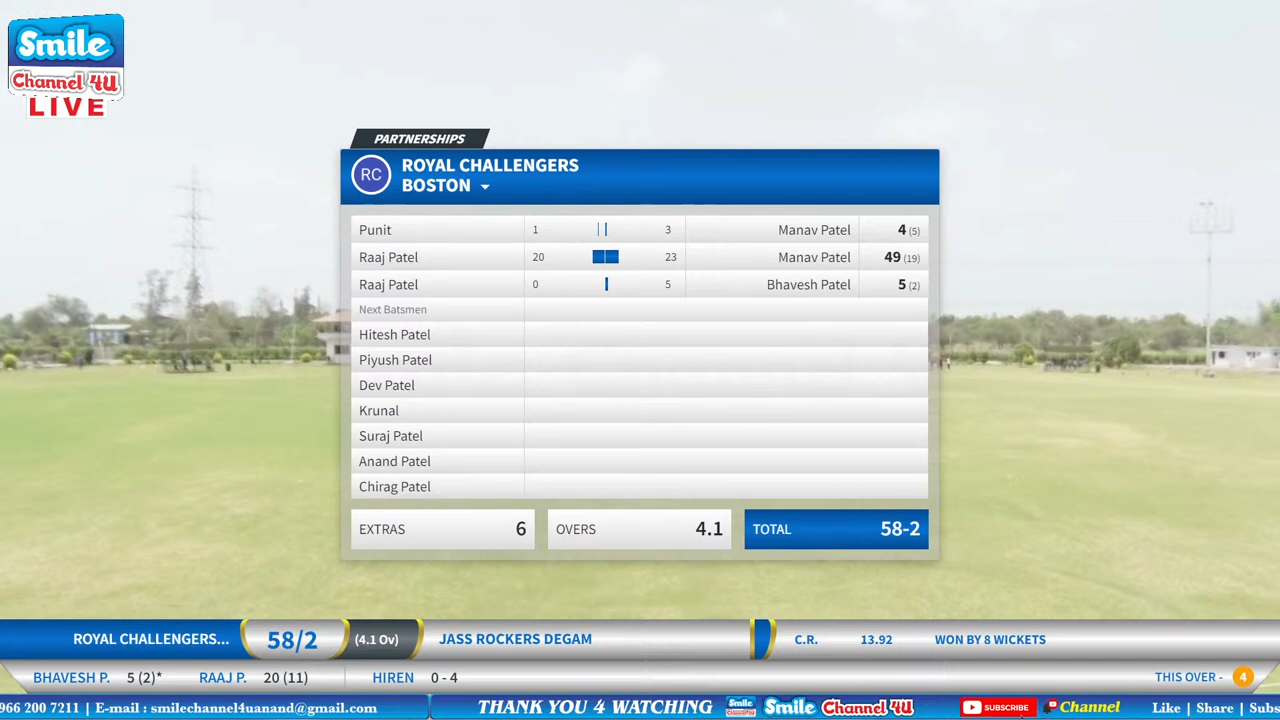 Smile
Channel 4U
LIVE
PARTNERSHIPS
RC
ROYAL CHALLENGERS
BOSTON
Punit 1 3 Manav Patel 4 (5)
Raaj Patel 20 23 Manav Patel 49 (19)
Raaj Patel 0 5 Bhavesh Patel 5 (2)
Next Batsmen
Hitesh Patel
Piyush Patel
Dev Patel
Krunal
Suraj Patel
Anand Patel
Chirag Patel
EXTRAS 6 OVERS 4.1 TOTAL 58-2
ROYAL CHALLENGERS... 58/2 (4.1 Ov) JASS ROCKERS DEGAM C.R. 13.92 WON BY 8 WICKETS
BHAVESH P. 5 (2)* RAAJ P. 20 (11) HIREN 0 - 4 THIS OVER - 4
966 200 7211 | E-mail : smilechannel4uanand@gmail.com THANK YOU 4 WATCHING Smile Smile Channel 4U SUBSCRIBE Channel Like | Share | Subs